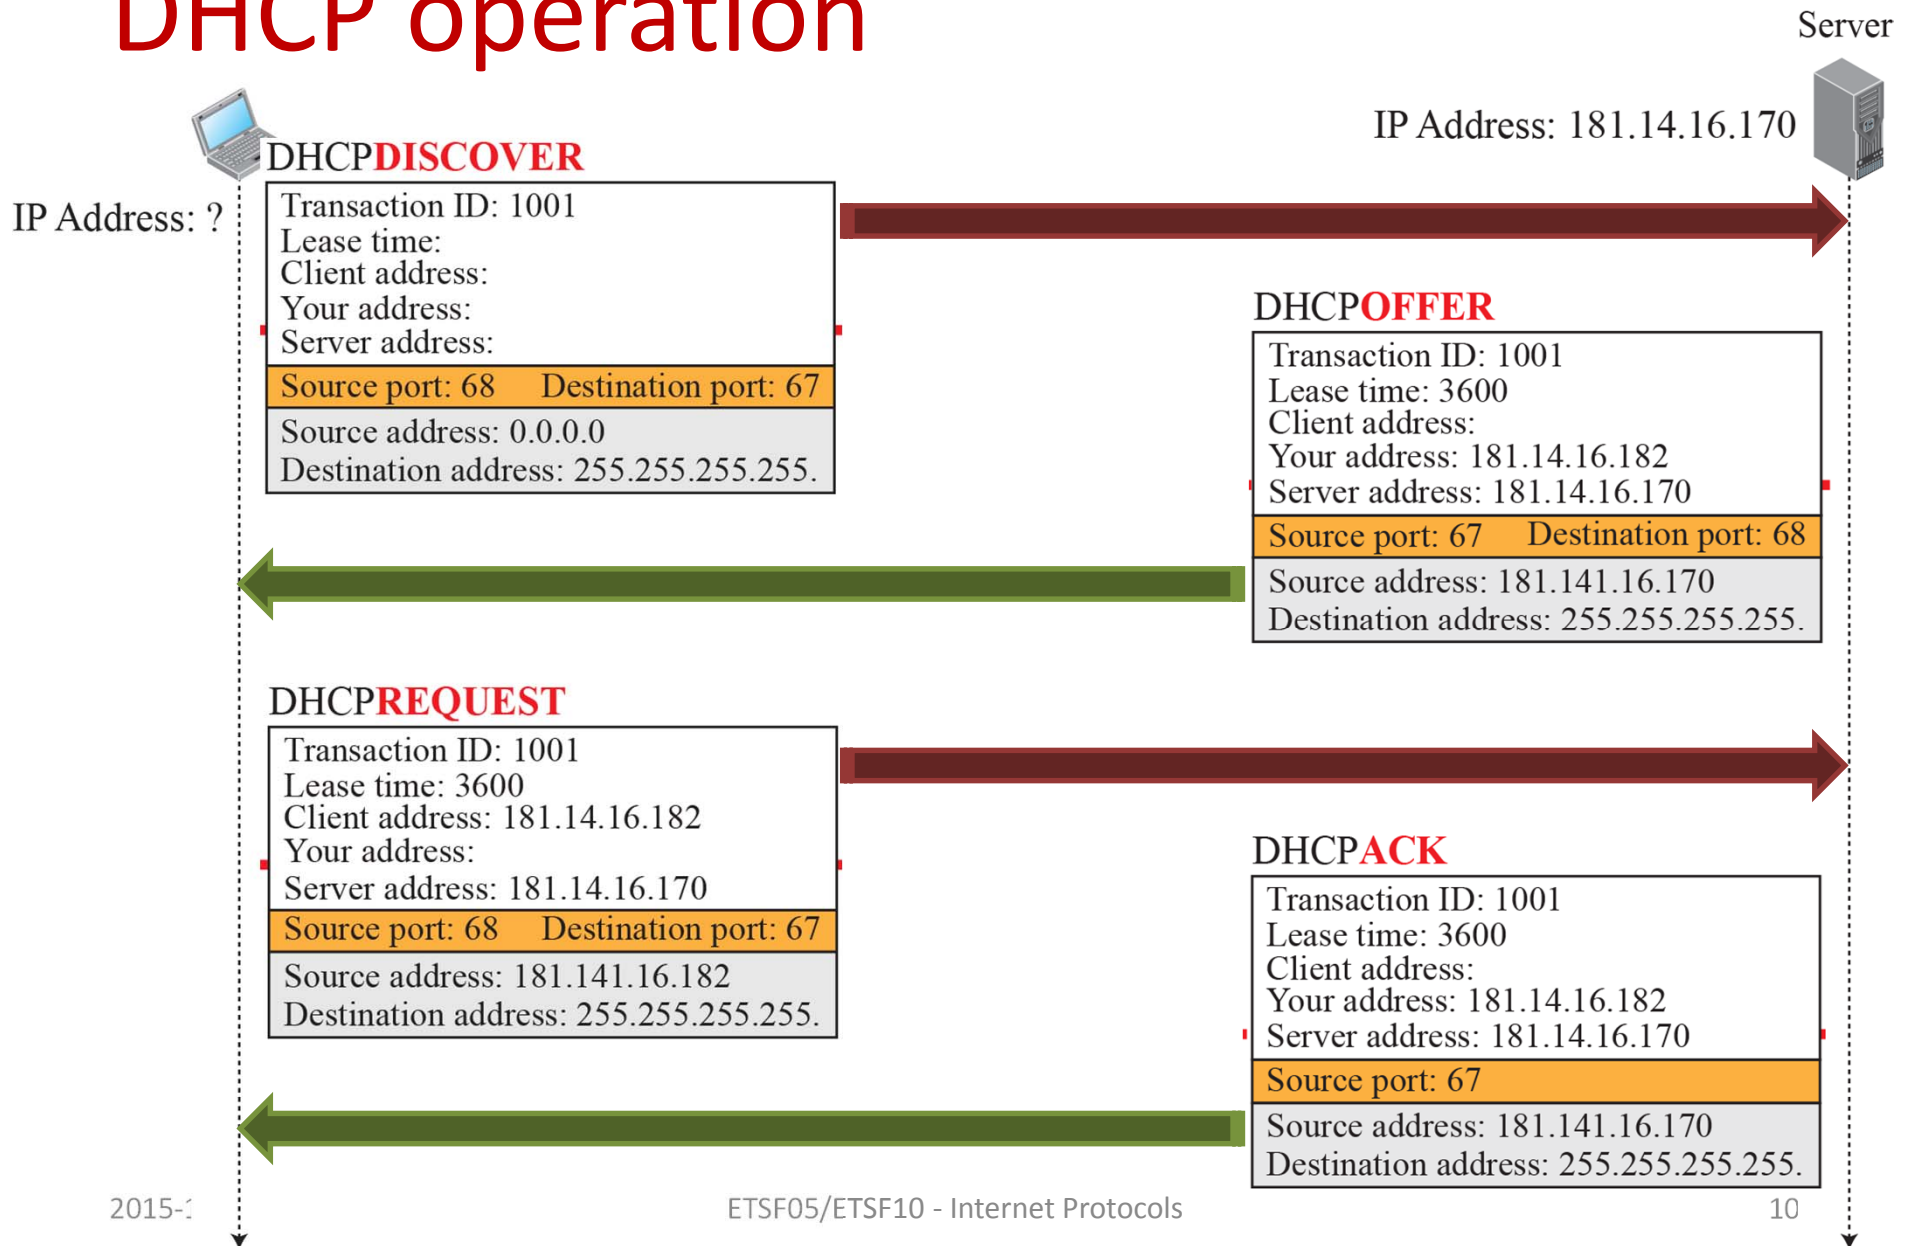 DHCP operation
Server
IP Address: 181.14.16.170
IP Address: ?
DHCPDISCOVER
Transaction ID: 1001
Lease time:
Client address:
Your address:
Server address:
Source port: 68 Destination port: 67
Source address: 0.0.0.0
Destination address: 255.255.255.255.
DHCPOFFER
Transaction ID: 1001
Lease time: 3600
Client address:
Your address: 181.14.16.182
Server address: 181.14.16.170
Source port: 67 Destination port: 68
Source address: 181.141.16.170
Destination address: 255.255.255.255.
DHCPREQUEST
Transaction ID: 1001
Lease time: 3600
Client address: 181.14.16.182
Your address:
Server address: 181.14.16.170
Source port: 68 Destination port: 67
Source address: 181.141.16.182
Destination address: 255.255.255.255.
DHCPACK
Transaction ID: 1001
Lease time: 3600
Client address:
Your address: 181.14.16.182
Server address: 181.14.16.170
Source port: 67
Source address: 181.141.16.170
Destination address: 255.255.255.255.
2015-
ETSF05/ETSF10 - Internet Protocols
10